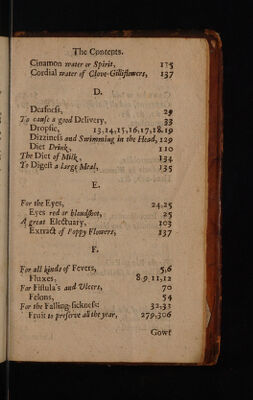 The Contents.
Cinamon water or Spirit, 115
Cordial water of Clove-Gilliflowers, 137
D.
Deafness, 29
To cause a good Delivery, 33
Dropsie, 13,14,15,16,17,18,19
Dizziness and Swimming in the Head, 129
Diet Drink, 110
The Diet of Milk, 134
To Digest a large Meal, 135
E.
For the Eyes, 24,25
Eyes red or bloudshot, 25
A great Electuary, 103
Extract of Poppy Flowers, 137
F.
For all kinds of Fevers, 5,6
Fluxes, 8,9,11,12
For Fistula's and Ulcers, 70
Felons, 54
For the Falling-sickness: 32,33
Fruit to preserve all the year, 279,306
Gowt